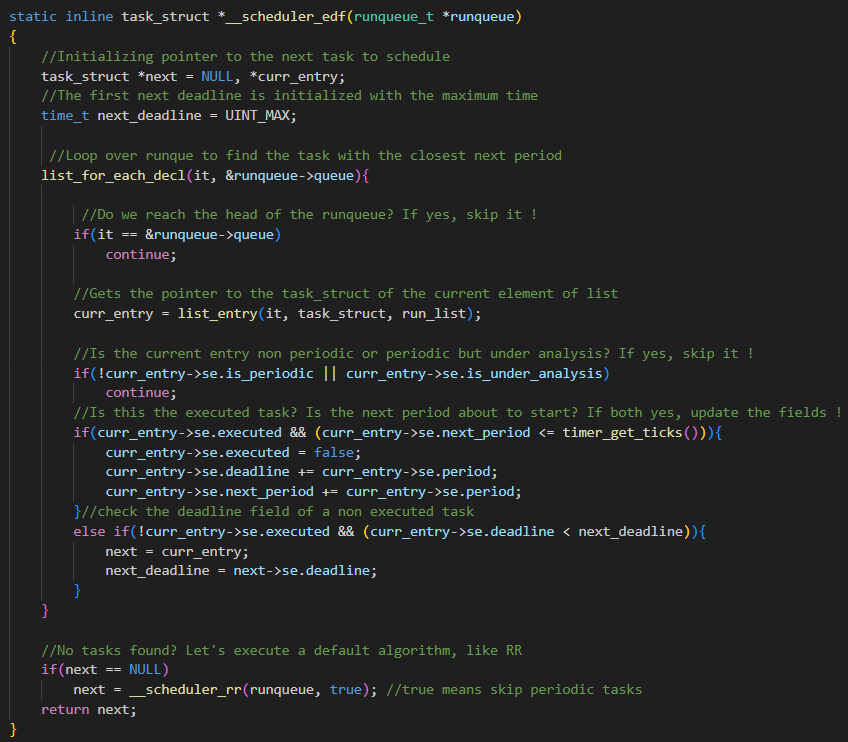 static inline task_struct *__scheduler_edf(runqueue_t *runqueue)
{
    //Initializing pointer to the next task to schedule
    task_struct *next = NULL, *curr_entry;
    //The first next deadline is initialized with the maximum time
    time_t next_deadline = UINT_MAX;

     //Loop over runque to find the task with the closest next period
    list_for_each_decl(it, &runqueue->queue){

         //Do we reach the head of the runqueue? If yes, skip it !
        if(it == &runqueue->queue)
            continue;

        //Gets the pointer to the task_struct of the current element of list
        curr_entry = list_entry(it, task_struct, run_list);

        //Is the current entry non periodic or periodic but under analysis? If yes, skip it !
        if(!curr_entry->se.is_periodic || curr_entry->se.is_under_analysis)
            continue;
        //Is this the executed task? Is the next period about to start? If both yes, update the fields !
        if(curr_entry->se.executed && (curr_entry->se.next_period <= timer_get_ticks())){
            curr_entry->se.executed = false;
            curr_entry->se.deadline += curr_entry->se.period;
            curr_entry->se.next_period += curr_entry->se.period;
        }//check the deadline field of a non executed task
        else if(!curr_entry->se.executed && (curr_entry->se.deadline < next_deadline)){
            next = curr_entry;
            next_deadline = next->se.deadline;
        }
    }

    //No tasks found? Let's execute a default algorithm, like RR
    if(next == NULL)
        next = __scheduler_rr(runqueue, true); //true means skip periodic tasks
    return next;
}